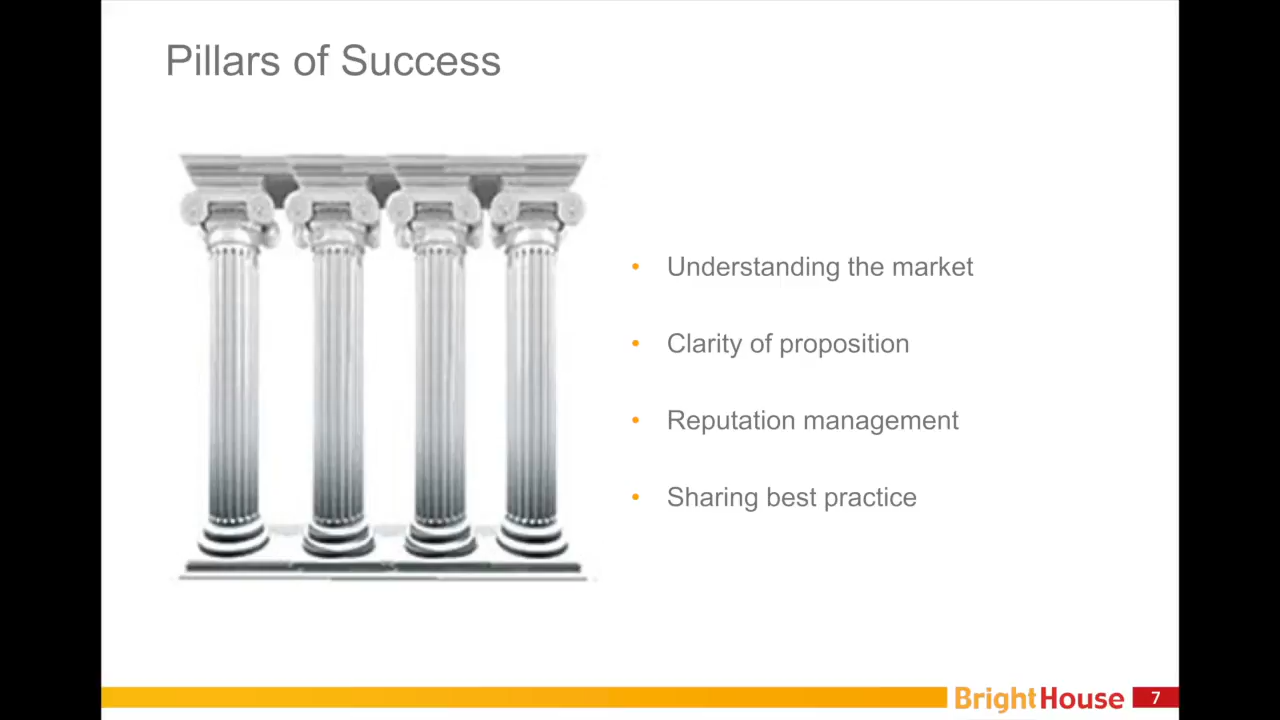 Pillars of Success
• Understanding the market
• Clarity of proposition
• Reputation management
• Sharing best practice
BrightHouse 7